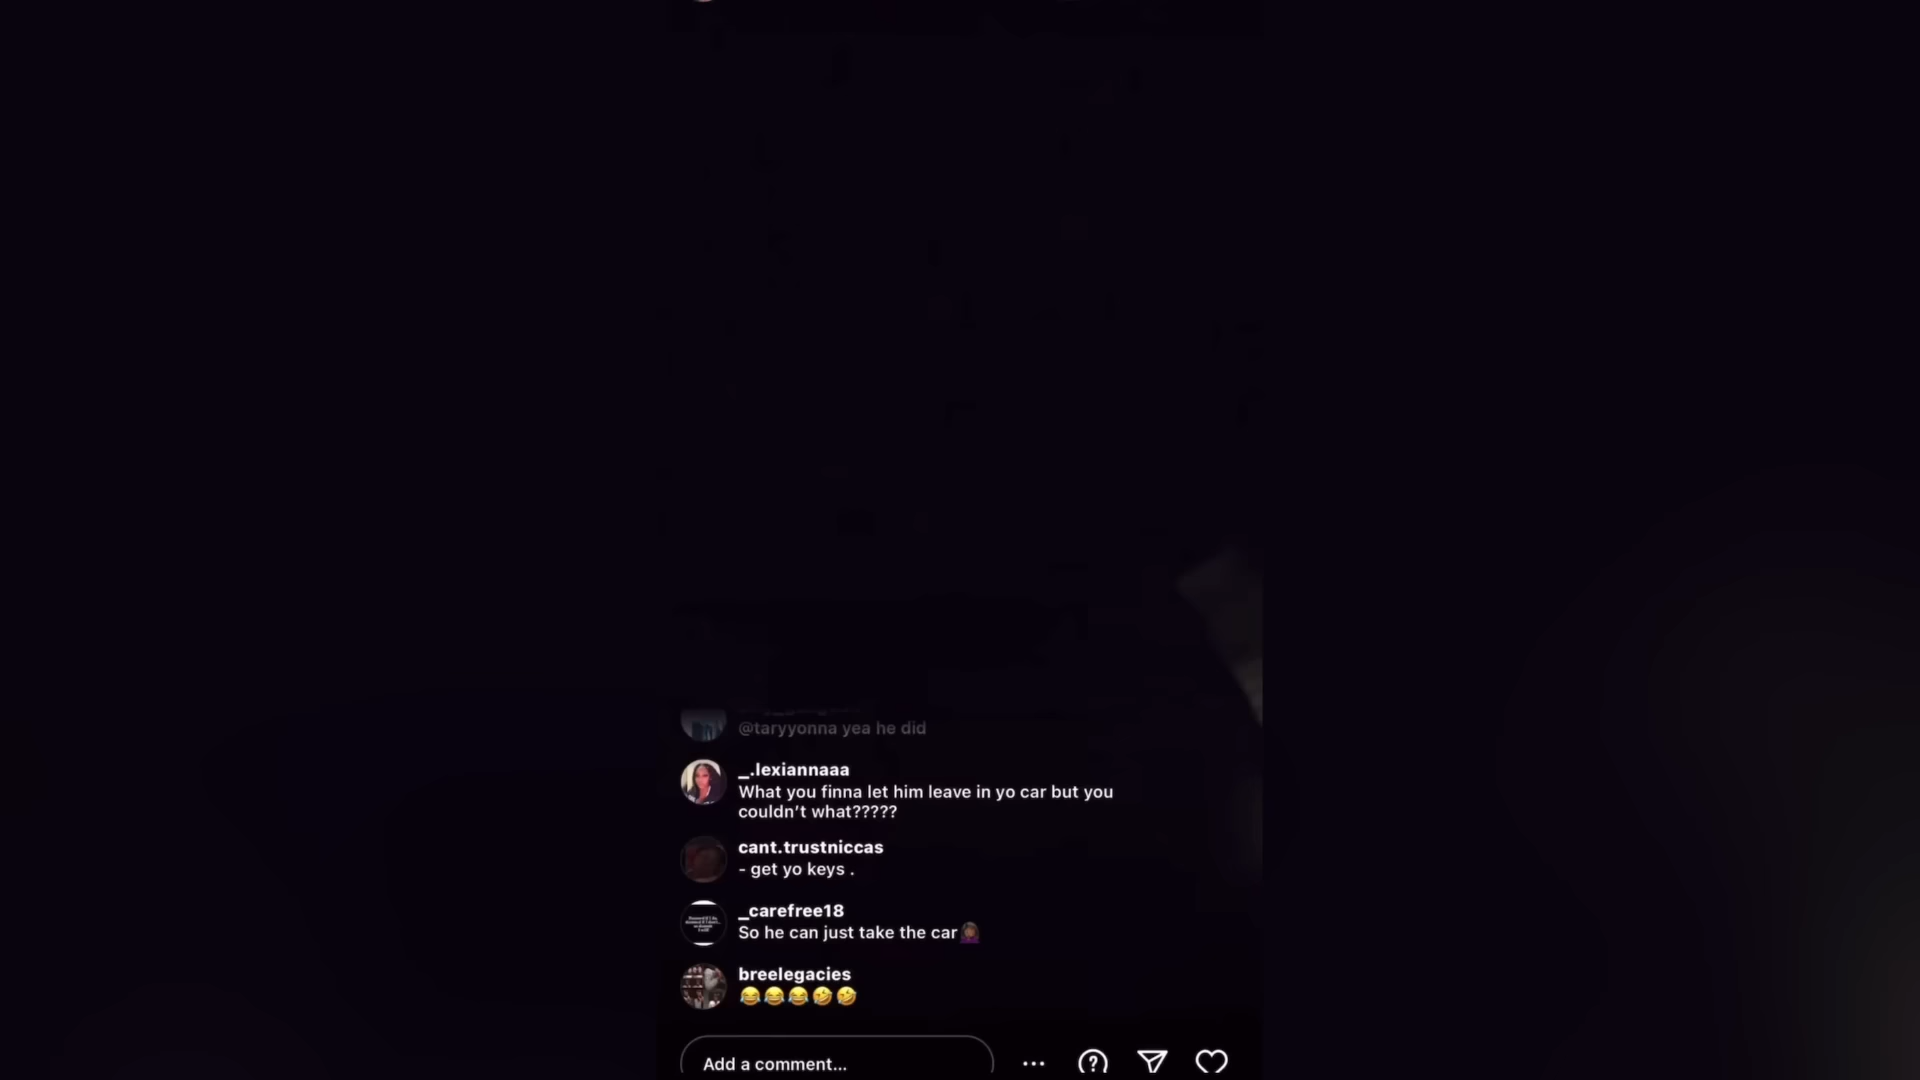 @taryyonna yea he did
_.lexiannaaa
What you finna let him leave in yo car but you
couldn’t what?????
cant.trustniccas
- get yo keys .
_carefree18
So he can just take the car🤦🏾‍♀️
breelegacies
😂😂😂🤣🤣
Add a comment...